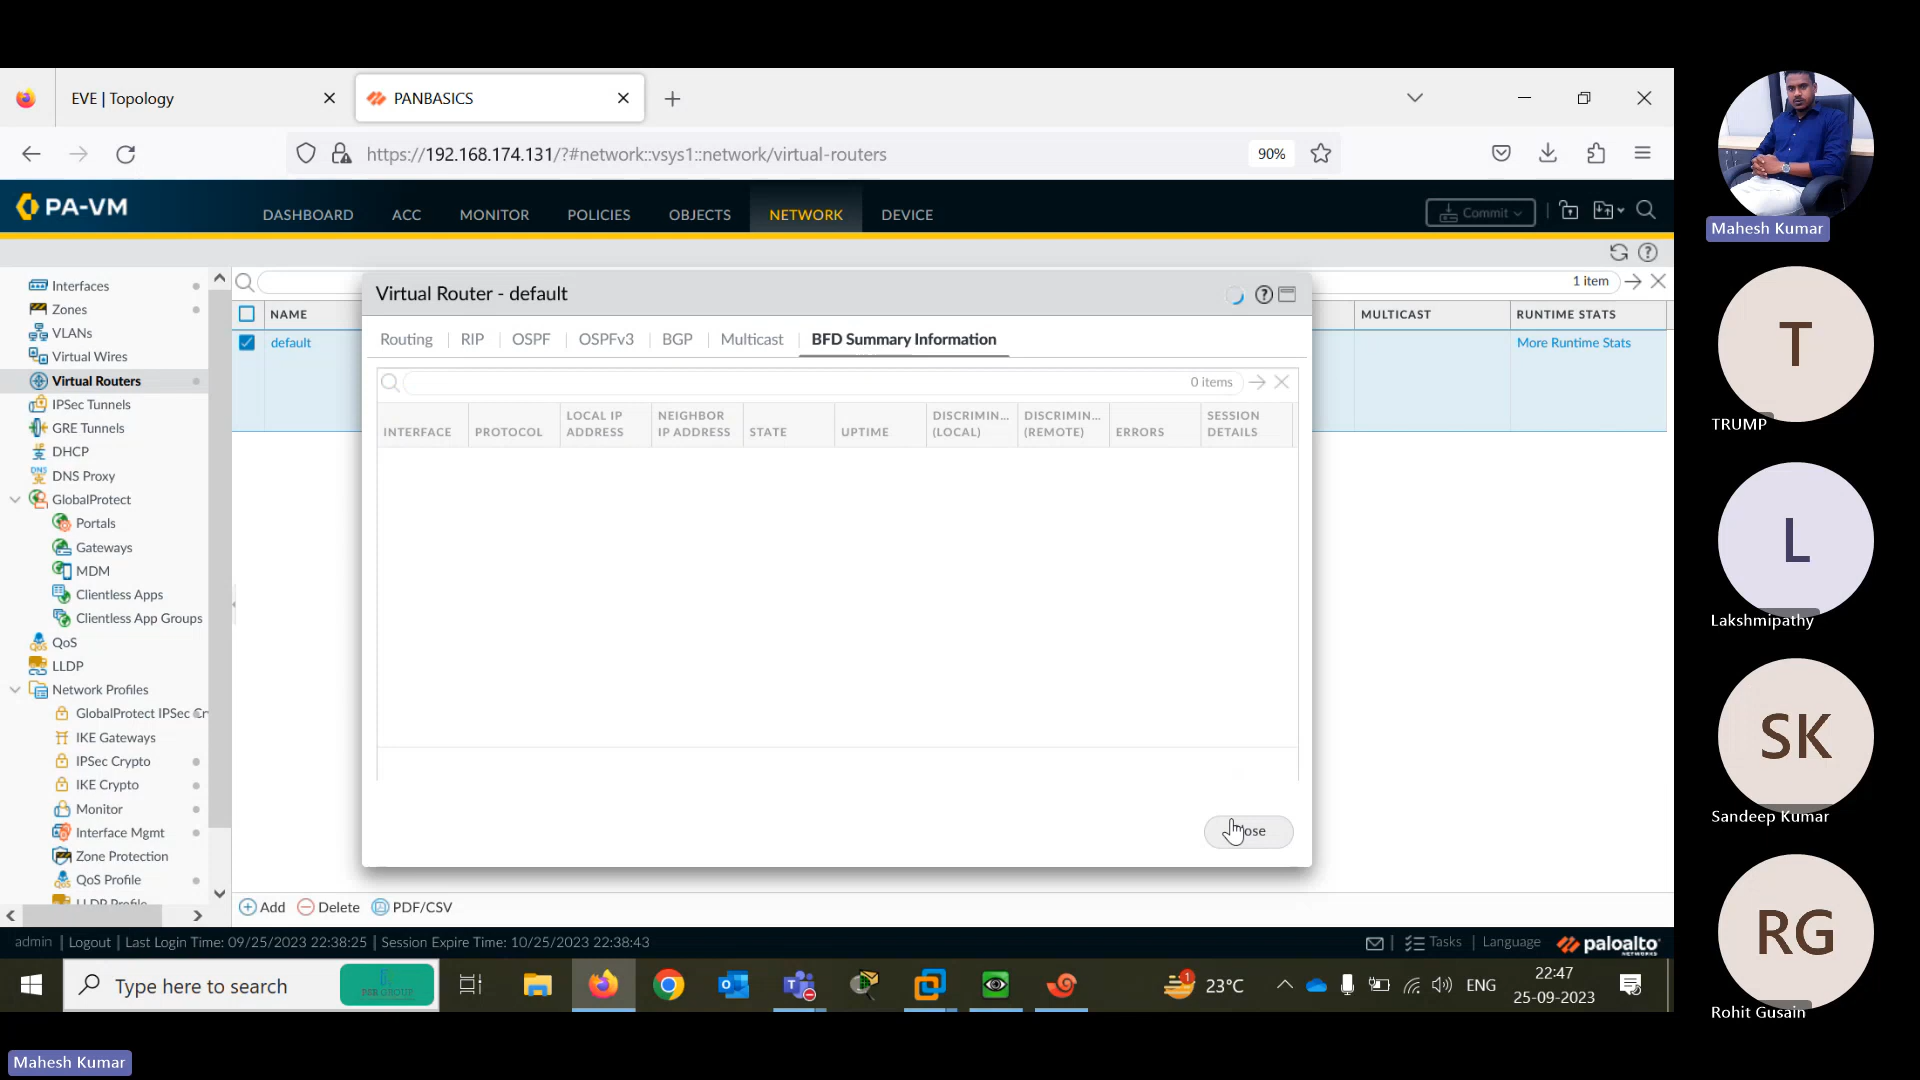 EVE | Topology
PANBASICS
https://192.168.174.131/?#network::vsys1::network/virtual-routers
90%
PA-VM
DASHBOARD
ACC
MONITOR
POLICIES
OBJECTS
NETWORK
DEVICE
Commit
Interfaces
Zones
VLANs
Virtual Wires
Virtual Routers
IPSec Tunnels
GRE Tunnels
DHCP
DNS Proxy
GlobalProtect
Portals
Gateways
MDM
Clientless Apps
Clientless App Groups
QoS
LLDP
Network Profiles
GlobalProtect IPSec Cr
IKE Gateways
IPSec Crypto
IKE Crypto
Monitor
Interface Mgmt
Zone Protection
QoS Profile
LLDP Profile
1 item
NAME
MULTICAST
RUNTIME STATS
default
More Runtime Stats
Virtual Router - default
Routing
RIP
OSPF
OSPFv3
BGP
Multicast
BFD Summary Information
0 items
INTERFACE
PROTOCOL
LOCAL IP ADDRESS
NEIGHBOR IP ADDRESS
STATE
UPTIME
DISCRIMIN... (LOCAL)
DISCRIMIN... (REMOTE)
ERRORS
SESSION DETAILS
ose
Add
Delete
PDF/CSV
admin | Logout | Last Login Time: 09/25/2023 22:38:25 | Session Expire Time: 10/25/2023 22:38:43
Tasks | Language
paloalto
NETWORKS
Type here to search
1
23°C
ENG
22:47
25-09-2023
Mahesh Kumar
T
TRUMP
L
Lakshmipathy
SK
Sandeep Kumar
RG
Rohit Gusain
Mahesh Kumar